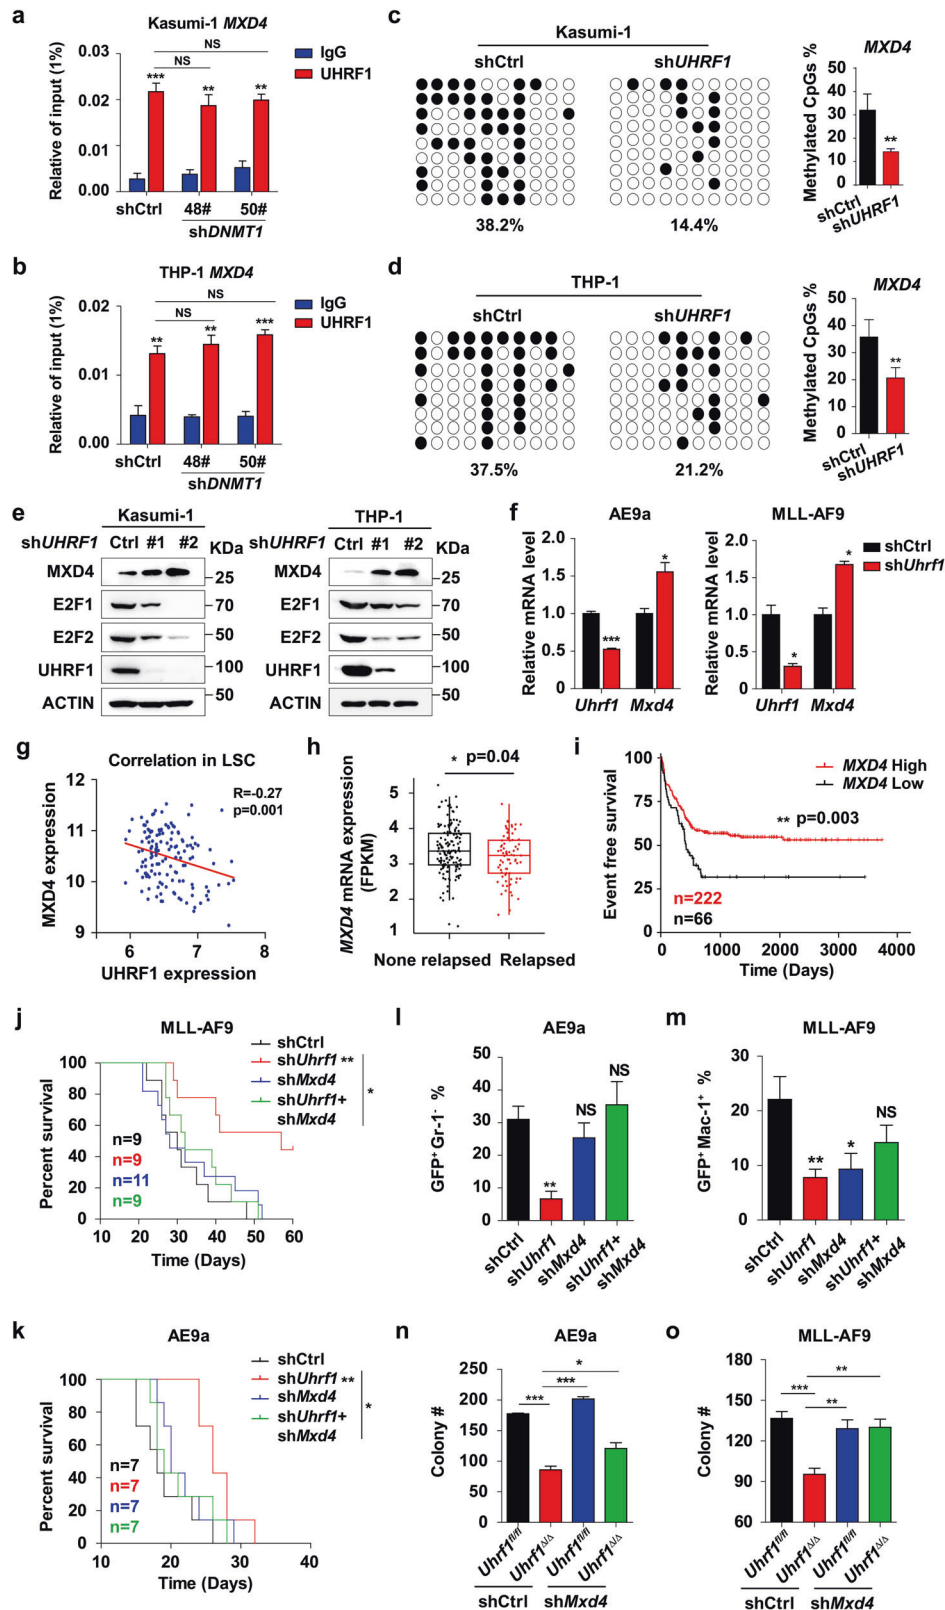 a
Kasumi-1 MXD4
Relative of input (1%)
0.03
0.02
0.01
0.00
NS
NS
***
**
**
IgG
UHRF1
shCtrl
48#
50#
shDNMT1
b
THP-1 MXD4
Relative of input (1%)
0.02
0.01
0.00
NS
NS
**
**
***
IgG
UHRF1
shCtrl
48#
50#
shDNMT1
c
Kasumi-1
shCtrl
shUHRF1
38.2%
14.4%
MXD4
Methylated CpGs %
50
40
30
20
10
0
**
shCtrl
shUHRF1
d
THP-1
shCtrl
shUHRF1
37.5%
21.2%
MXD4
Methylated CpGs %
50
40
30
20
10
0
**
shCtrl
shUHRF1
e
Kasumi-1
shUHRF1 Ctrl #1 #2 KDa
MXD4
25
E2F1
70
E2F2
50
UHRF1
100
ACTIN
50
THP-1
shUHRF1 Ctrl #1 #2 KDa
MXD4
25
E2F1
70
E2F2
50
UHRF1
100
ACTIN
50
f
AE9a
Relative mRNA level
2.0
1.5
1.0
0.5
0.0
***
*
Uhrf1 Mxd4
MLL-AF9
Relative mRNA level
2.0
1.5
1.0
0.5
0.0
*
*
Uhrf1 Mxd4
shCtrl
shUhrf1
g
Correlation in LSC
MXD4 expression
12
11
10
9
R=-0.27
p=0.001
6
7
8
UHRF1 expression
h
MXD4 mRNA expression
(FPKM)
6
5
4
3
2
1
* p=0.04
None relapsed
Relapsed
i
Event free survival
100
75
50
25
0
MXD4 High
MXD4 Low
** p=0.003
n=222
n=66
0
1000
2000
3000
4000
Time (Days)
j
MLL-AF9
Percent survival
100
80
60
40
20
0
shCtrl
shUhrf1 **
shMxd4
shUhrf1+
shMxd4
*
n=9
n=9
n=11
n=9
10
20
30
40
50
60
Time (Days)
l
AE9a
GFP⁺ Gr-1⁻ %
50
40
30
20
10
0
**
NS
NS
shCtrl
shUhrf1
shMxd4
shUhrf1+
shMxd4
m
MLL-AF9
GFP⁺ Mac-1⁺ %
30
20
10
0
**
*
NS
shCtrl
shUhrf1
shMxd4
shUhrf1+
shMxd4
k
AE9a
Percent survival
100
80
60
40
20
0
shCtrl
shUhrf1 **
shMxd4
shUhrf1+
shMxd4
*
n=7
n=7
n=7
n=7
10
20
30
40
Time (Days)
n
AE9a
Colony #
250
200
150
100
50
0
***
***
*
Uhrf1fl/fl
Uhrf1Δ/Δ
Uhrf1fl/fl
Uhrf1Δ/Δ
shCtrl
shMxd4
o
MLL-AF9
Colony #
180
150
120
90
60
***
**
**
Uhrf1fl/fl
Uhrf1Δ/Δ
Uhrf1fl/fl
Uhrf1Δ/Δ
shCtrl
shMxd4